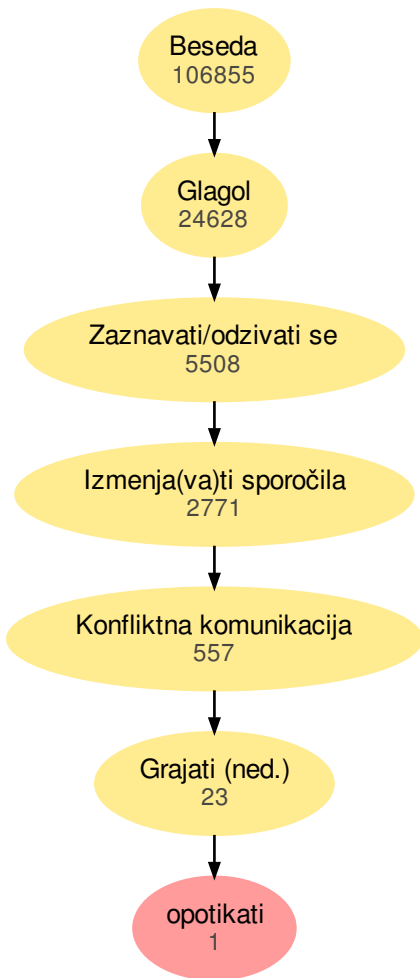 Beseda
106855
Glagol
24628
Zaznavati/odzivati se
5508
Izmenja(va)ti sporočila
2771
Konfliktna komunikacija
557
Grajati (ned.)
23
opotikati
1